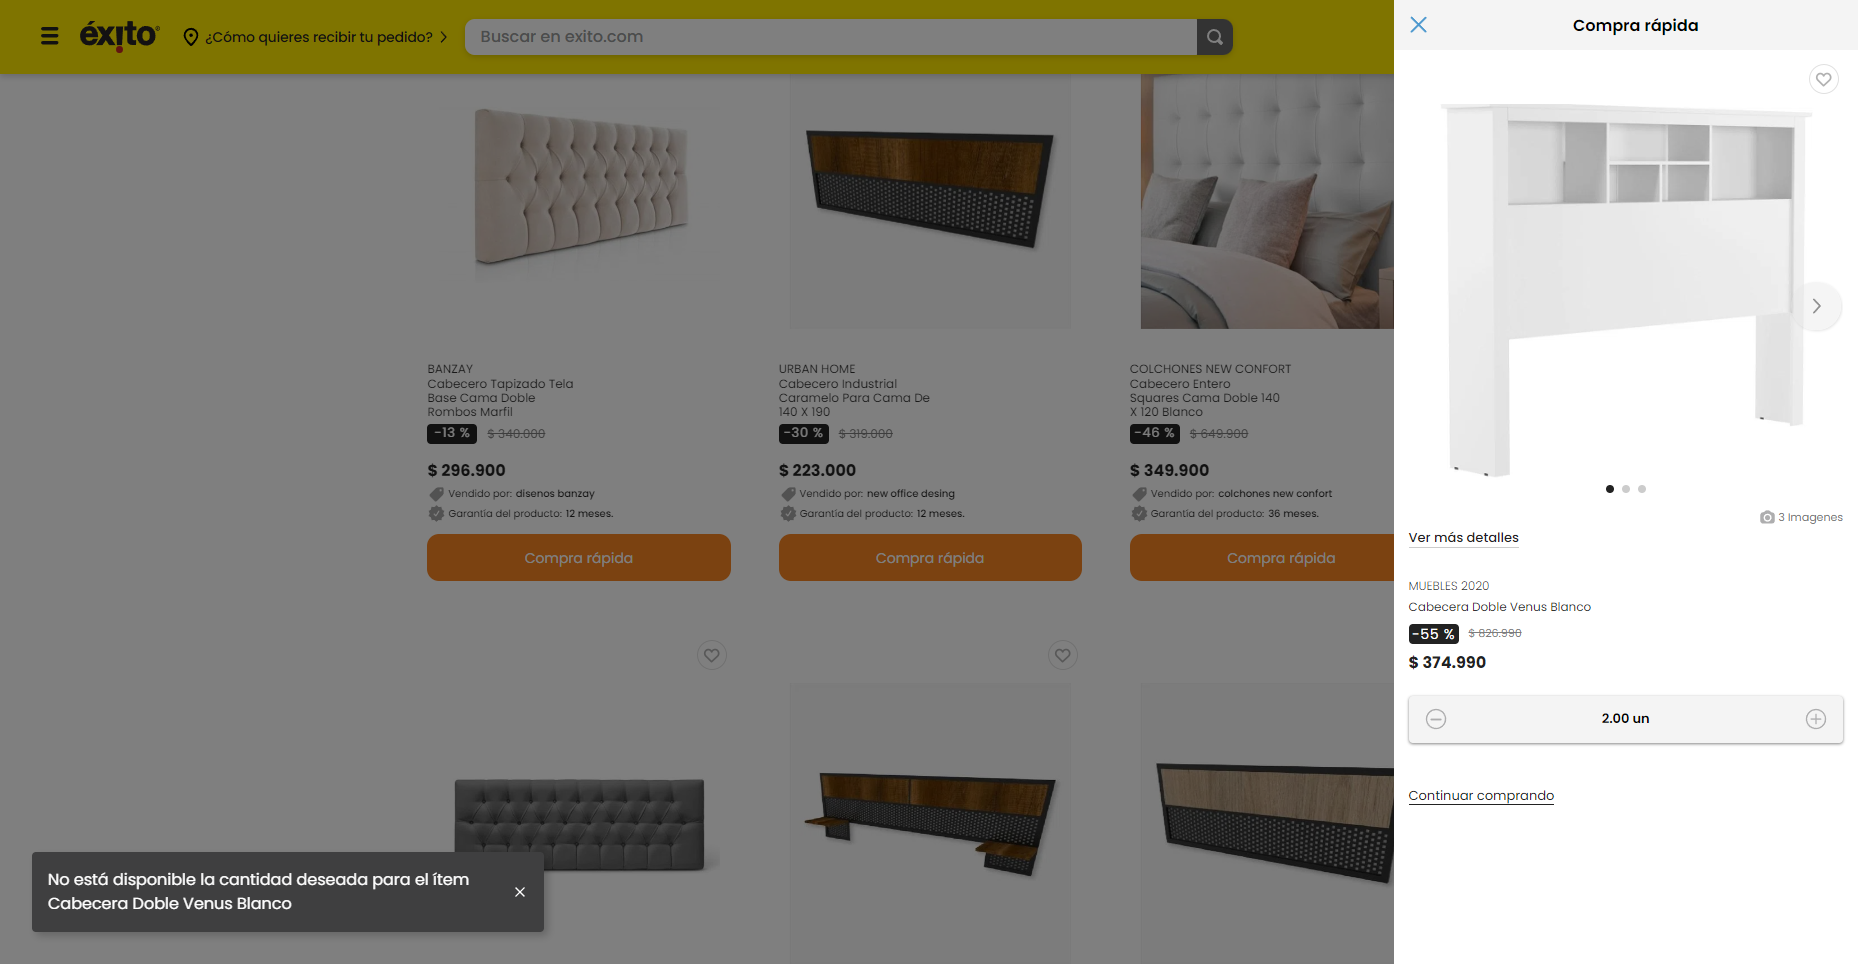 éxito
¿Cómo quieres recibir tu pedido?
Buscar en exito.com
BANZAY
Cabecero Tapizado Tela
Base Cama Doble
Rombos Marfil
-13 % $ 340.000
$ 296.900
Vendido por: disenos banzay
Garantía del producto: 12 meses.
Compra rápida
URBAN HOME
Cabecero Industrial
Caramelo Para Cama De
140 X 190
-30 % $ 319.000
$ 223.000
Vendido por: new office desing
Garantía del producto: 12 meses.
Compra rápida
COLCHONES NEW CONFORT
Cabecero Entero
Squares Cama Doble 140
X 120 Blanco
-46 % $ 649.900
$ 349.900
Vendido por: colchones new confort
Garantía del producto: 36 meses.
Compra rápida
No está disponible la cantidad deseada para el ítem
Cabecera Doble Venus Blanco
Compra rápida
3 Imagenes
Ver más detalles
MUEBLES 2020
Cabecera Doble Venus Blanco
-55 % $ 826.990
$ 374.990
2.00 un
Continuar comprando